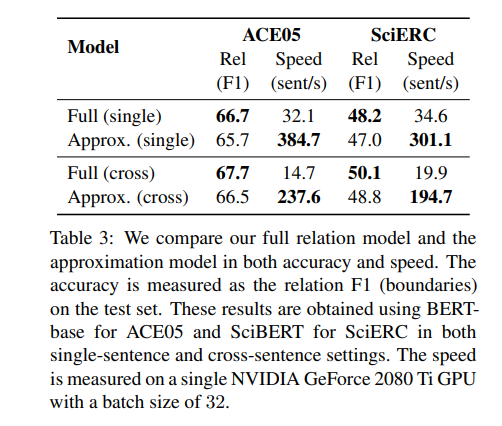 Model ACE05 SciERC
Rel Speed Rel Speed
(F1) (sent/s) (F1) (sent/s)
Full (single) 66.7 32.1 48.2 34.6
Approx. (single) 65.7 384.7 47.0 301.1
Full (cross) 67.7 14.7 50.1 19.9
Approx. (cross) 66.5 237.6 48.8 194.7
Table 3: We compare our full relation model and the
approximation model in both accuracy and speed. The
accuracy is measured as the relation F1 (boundaries)
on the test set. These results are obtained using BERT-
base for ACE05 and SciBERT for SciERC in both
single-sentence and cross-sentence settings. The speed
is measured on a single NVIDIA GeForce 2080 Ti GPU
with a batch size of 32.